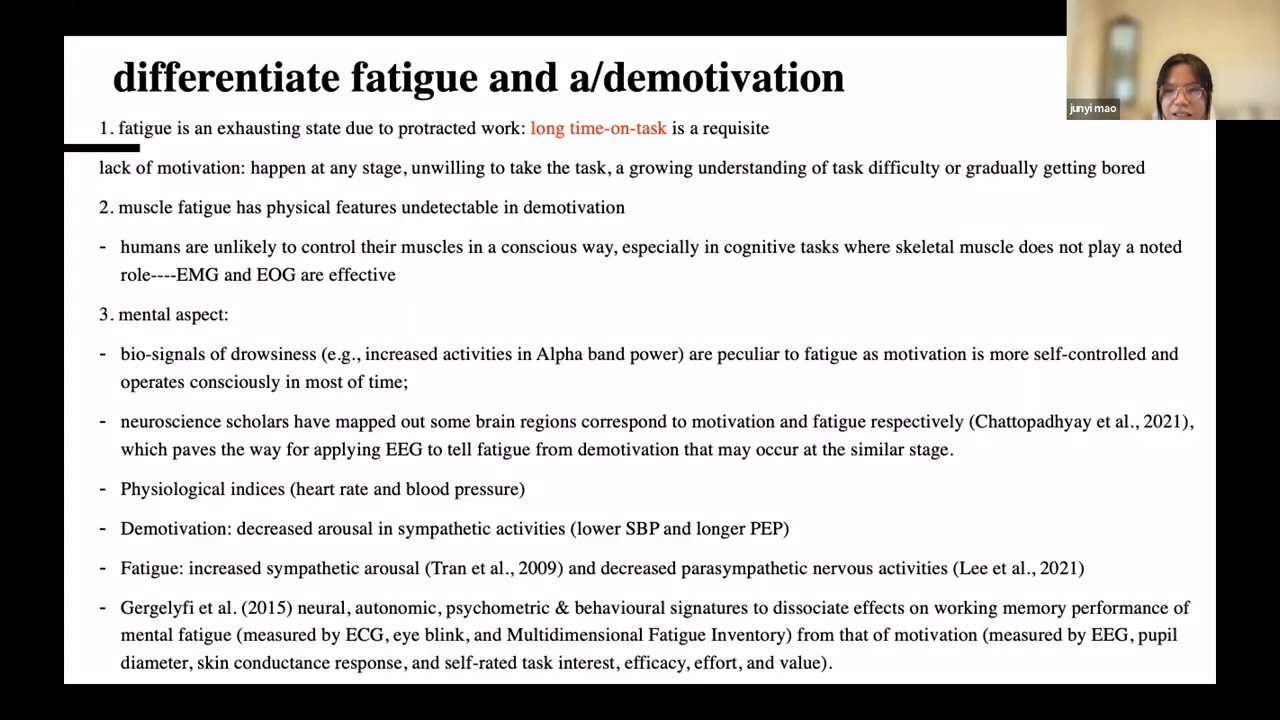 differentiate fatigue and a/demotivation
junyi mao
1. fatigue is an exhausting state due to protracted work: long time-on-task is a requisite
lack of motivation: happen at any stage, unwilling to take the task, a growing understanding of task difficulty or gradually getting bored
2. muscle fatigue has physical features undetectable in demotivation
- humans are unlikely to control their muscles in a conscious way, especially in cognitive tasks where skeletal muscle does not play a noted
role----EMG and EOG are effective
3. mental aspect:
- bio-signals of drowsiness (e.g., increased activities in Alpha band power) are peculiar to fatigue as motivation is more self-controlled and
operates consciously in most of time;
- neuroscience scholars have mapped out some brain regions correspond to motivation and fatigue respectively (Chattopadhyay et al., 2021),
which paves the way for applying EEG to tell fatigue from demotivation that may occur at the similar stage.
- Physiological indices (heart rate and blood pressure)
- Demotivation: decreased arousal in sympathetic activities (lower SBP and longer PEP)
- Fatigue: increased sympathetic arousal (Tran et al., 2009) and decreased parasympathetic nervous activities (Lee et al., 2021)
- Gergelyfi et al. (2015) neural, autonomic, psychometric & behavioural signatures to dissociate effects on working memory performance of
mental fatigue (measured by ECG, eye blink, and Multidimensional Fatigue Inventory) from that of motivation (measured by EEG, pupil
diameter, skin conductance response, and self-rated task interest, efficacy, effort, and value).